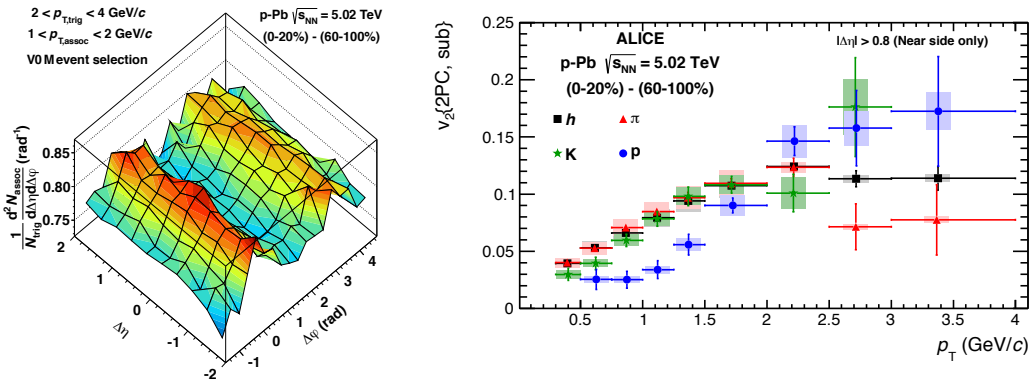 2 < p_T,trig < 4 GeV/c
1 < p_T,assoc < 2 GeV/c
V0M event selection
p-Pb √s_NN = 5.02 TeV
(0-20%) - (60-100%)
1/N_trig d²N_assoc/dΔηdΔφ (rad⁻¹)
0.85
0.80
0.75
2
1
0
-1
-2
Δη
-1
0
1
2
3
4
Δφ (rad)
v₂{2PC, sub}
0.25
0.2
0.15
0.1
0.05
0
ALICE
p-Pb √s_NN = 5.02 TeV
(0-20%) - (60-100%)
h
π
K
p
|Δη| > 0.8 (Near side only)
0.5 1 1.5 2 2.5 3 3.5 4
p_T (GeV/c)